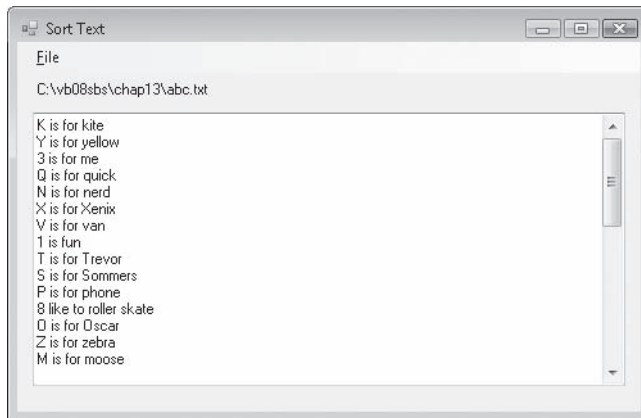 Sort Text
File
C:\vb08sbs\chap13\abc.txt
K is for kite
Y is for yellow
3 is for me
Q is for quick
N is for nerd
X is for Xenix
V is for van
1 is fun
T is for Trevor
S is for Sommers
P is for phone
8 like to roller skate
O is for Oscar
Z is for zebra
M is for moose